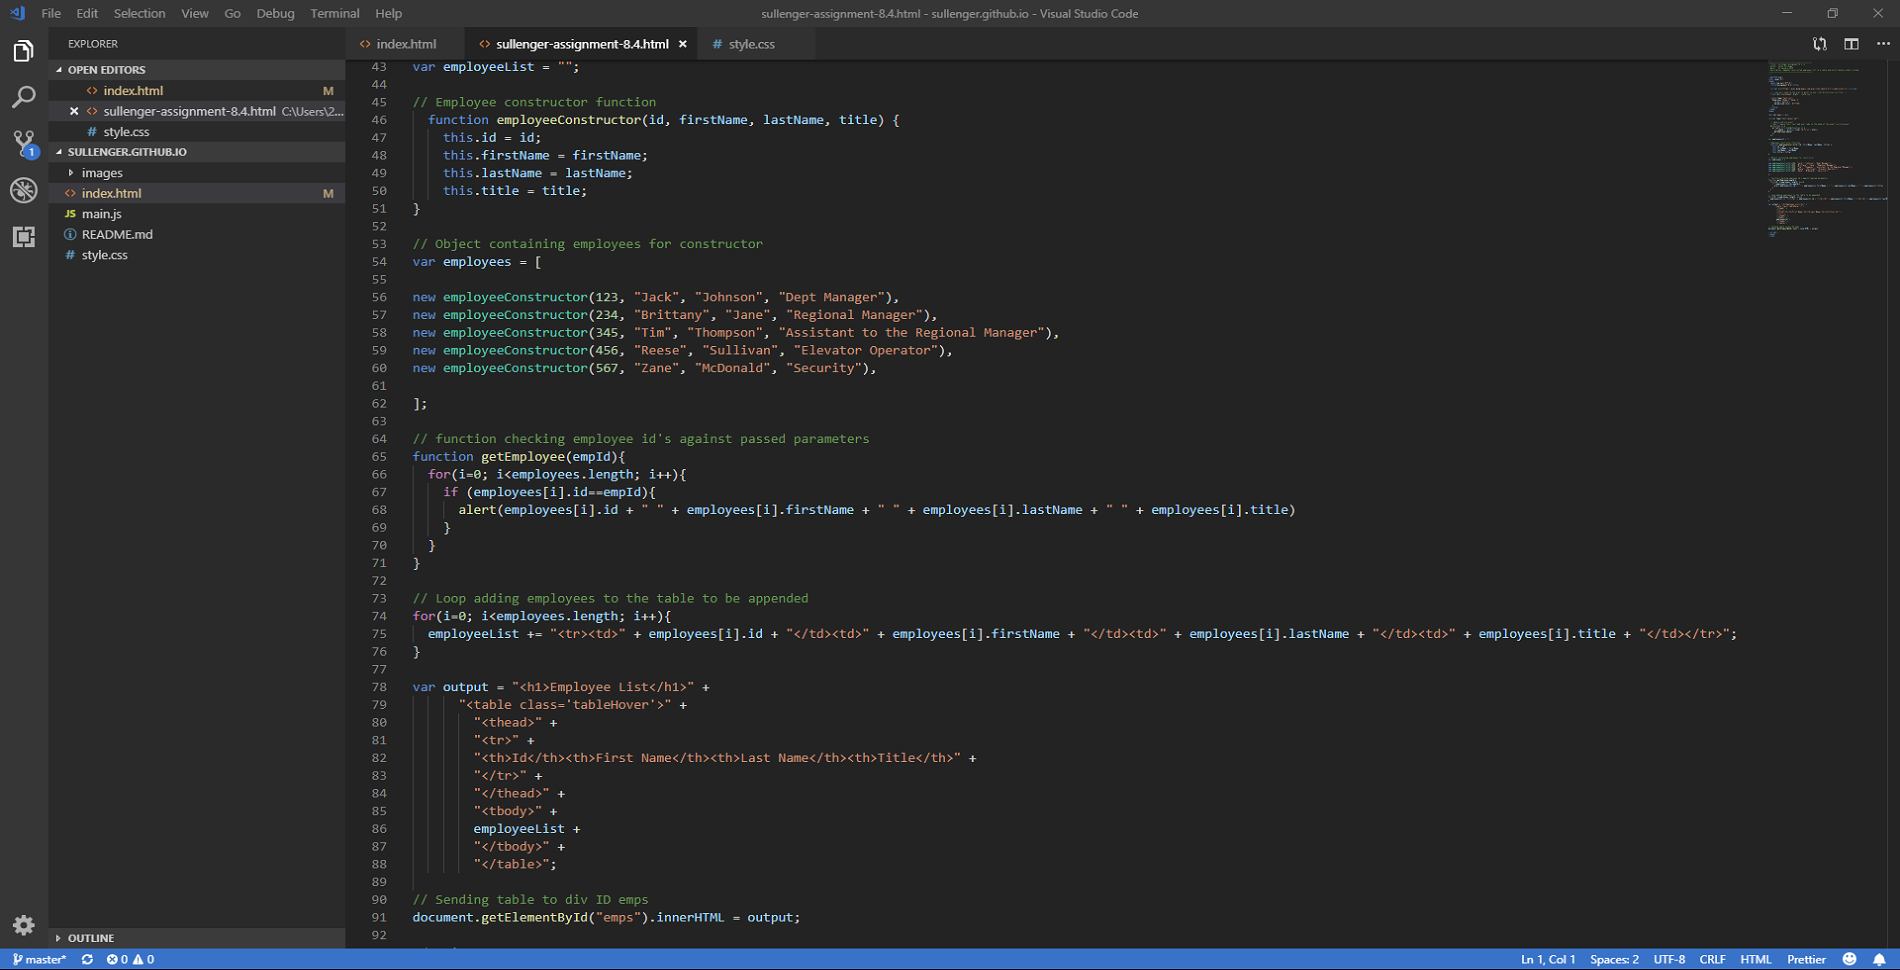 File Edit Selection View Go Debug Terminal Help
sullenger-assignment-8.4.html - sullenger.github.io - Visual Studio Code
EXPLORER
OPEN EDITORS
<> index.html M
<> sullenger-assignment-8.4.html C:\Users\2...
# style.css
SULLENGER.GITHUB.IO
images
<> index.html M
JS main.js
README.md
# style.css
OUTLINE
1
<> index.html
<> sullenger-assignment-8.4.html
# style.css
43 var employeeList = "";
44
45 // Employee constructor function
46 function employeeConstructor(id, firstName, lastName, title) {
47 this.id = id;
48 this.firstName = firstName;
49 this.lastName = lastName;
50 this.title = title;
51 }
52
53 // Object containing employees for constructor
54 var employees = [
55
56 new employeeConstructor(123, "Jack", "Johnson", "Dept Manager"),
57 new employeeConstructor(234, "Brittany", "Jane", "Regional Manager"),
58 new employeeConstructor(345, "Tim", "Thompson", "Assistant to the Regional Manager"),
59 new employeeConstructor(456, "Reese", "Sullivan", "Elevator Operator"),
60 new employeeConstructor(567, "Zane", "McDonald", "Security"),
61
62 ];
63
64 // function checking employee id's against passed parameters
65 function getEmployee(empId){
66 for(i=0; i<employees.length; i++){
67 if (employees[i].id==empId){
68 alert(employees[i].id + " " + employees[i].firstName + " " + employees[i].lastName + " " + employees[i].title)
69 }
70 }
71 }
72
73 // Loop adding employees to the table to be appended
74 for(i=0; i<employees.length; i++){
75 employeeList += "<tr><td>" + employees[i].id + "</td><td>" + employees[i].firstName + "</td><td>" + employees[i].lastName + "</td><td>" + employees[i].title + "</td></tr>";
76 }
77
78 var output = "<h1>Employee List</h1>" +
79 "<table class='tableHover'>" +
80 "<thead>" +
81 "<tr>" +
82 "<th>Id</th><th>First Name</th><th>Last Name</th><th>Title</th>" +
83 "</tr>" +
84 "</thead>" +
85 "<tbody>" +
86 employeeList +
87 "</tbody>" +
88 "</table>";
89
90 // Sending table to div ID emps
91 document.getElementById("emps").innerHTML = output;
92
master* 0 0
Ln 1, Col 1 Spaces: 2 UTF-8 CRLF HTML Prettier